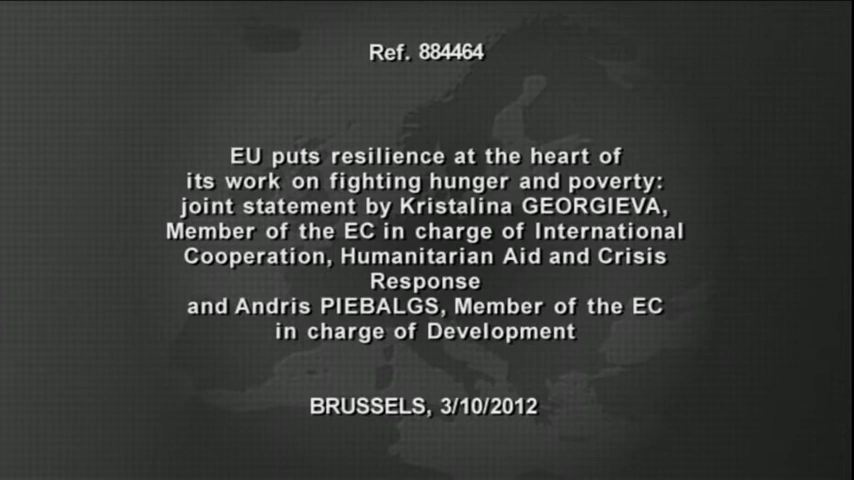 Ref. 884464
EU puts resilience at the heart of
its work on fighting hunger and poverty:
joint statement by Kristalina GEORGIEVA,
Member of the EC in charge of International
Cooperation, Humanitarian Aid and Crisis
Response
and Andris PIEBALGS, Member of the EC
in charge of Development
BRUSSELS, 3/10/2012